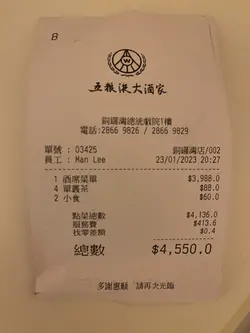 8
五粮液大酒家
銅鑼灣總統戲院1樓
電話:2866 9826 / 2866 9829
單號 : 03425 銅鑼灣店/002
員工 : Man Lee 23/01/2023 20:27
1 酒席菜單 $3,988.0
4 單靚茶 $88.0
2 小食 $60.0
點菜總數 $4,136.0
服務費 $413.6
找零差額 $0.4
總數 $4,550.0
多謝惠顧 請再次光臨